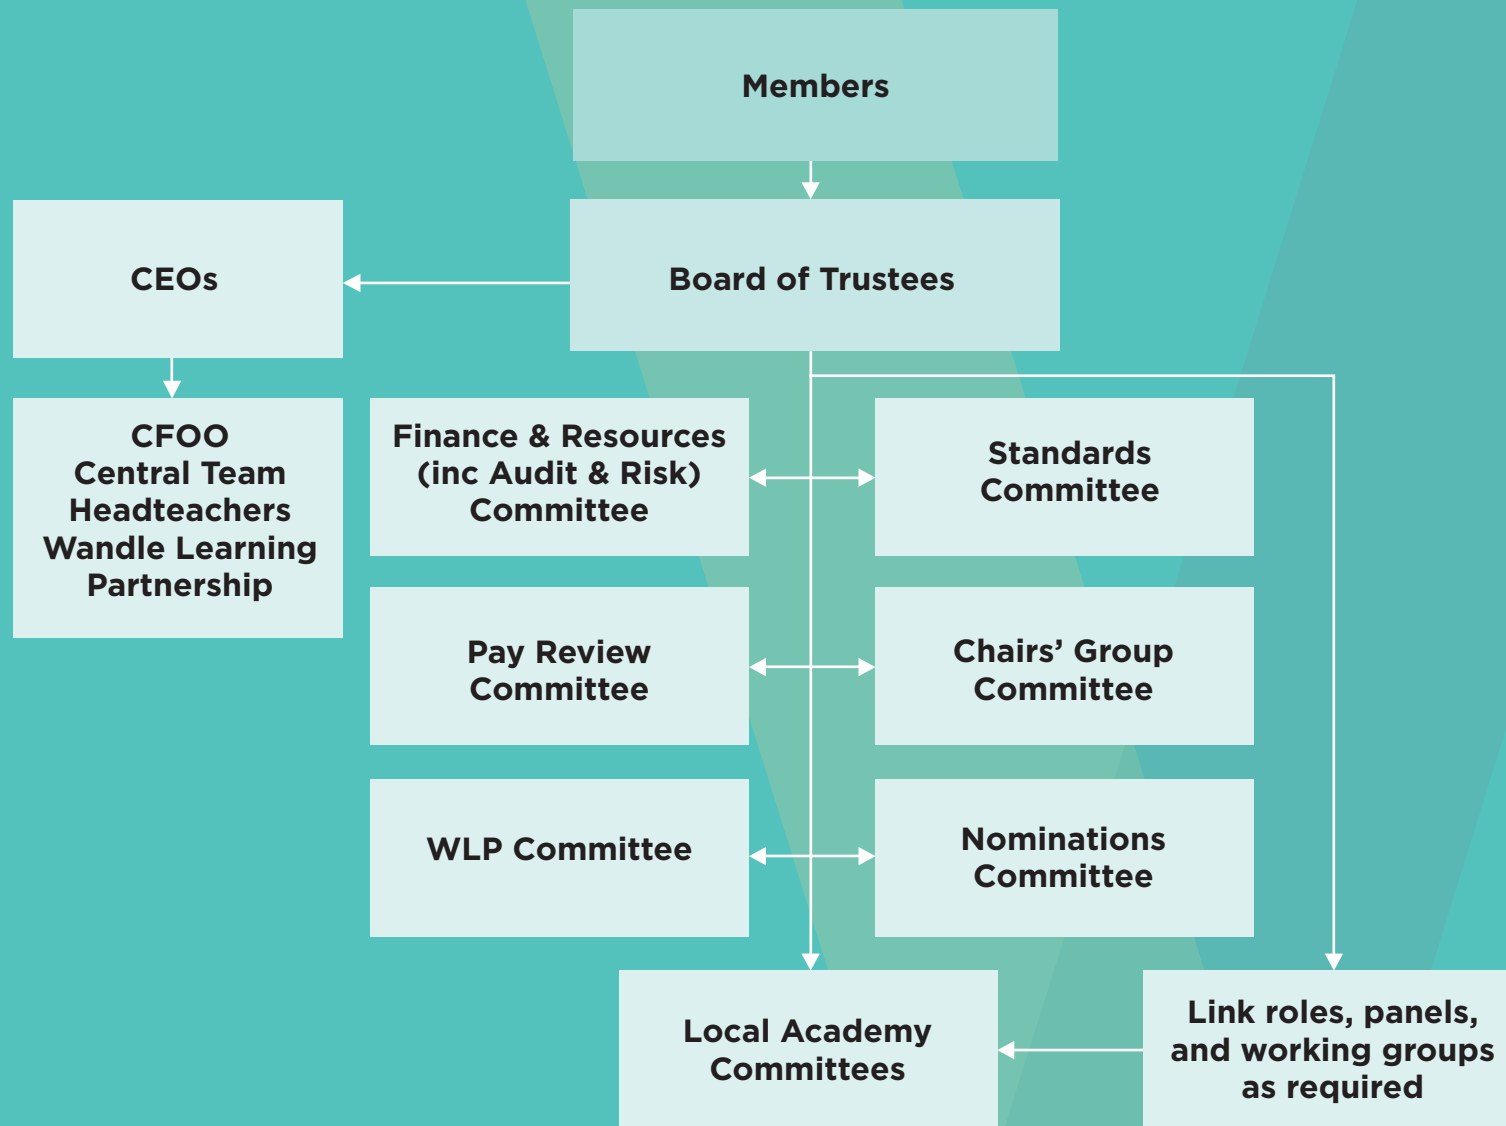 Members
CEOs
Board of Trustees
CFOO
Central Team
Headteachers
Wandle Learning
Partnership
Finance & Resources
(inc Audit & Risk)
Committee
Standards
Committee
Pay Review
Committee
Chairs’ Group
Committee
WLP Committee
Nominations
Committee
Local Academy
Committees
Link roles, panels,
and working groups
as required